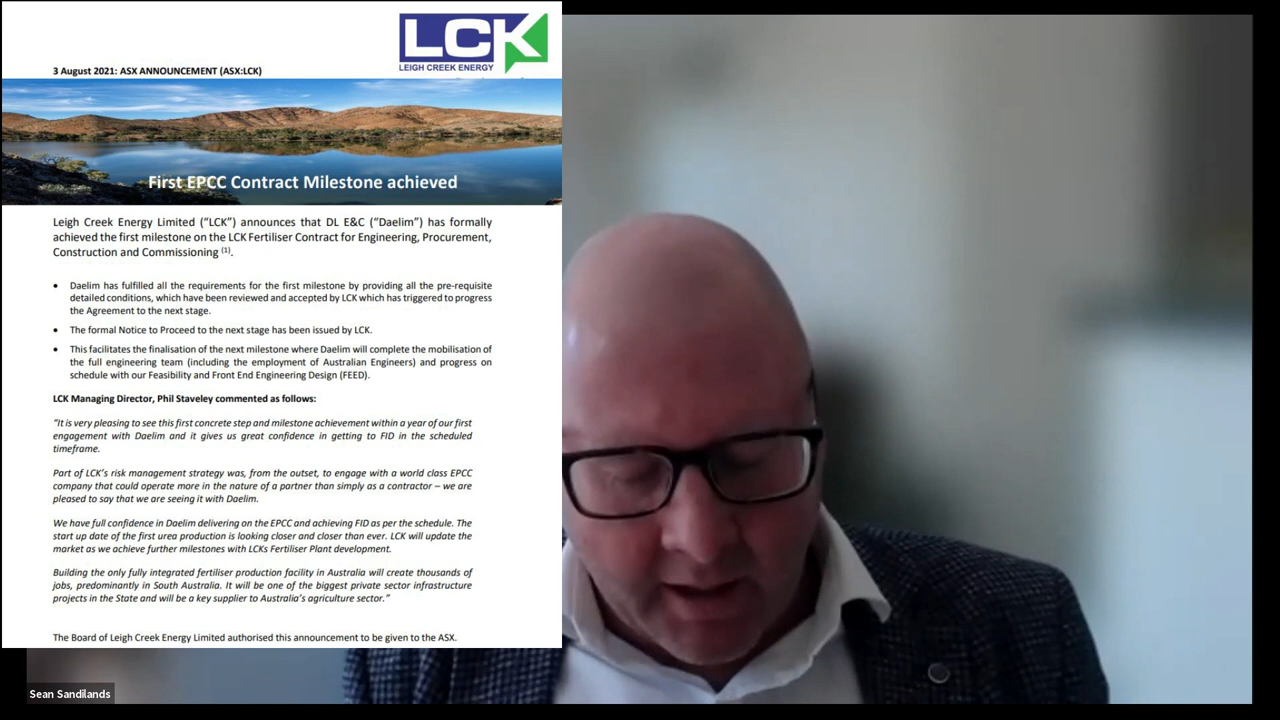 LCK
LEIGH CREEK ENERGY
3 August 2021: ASX ANNOUNCEMENT (ASX:LCK)
First EPCC Contract Milestone achieved
Leigh Creek Energy Limited (“LCK”) announces that DL E&C (“Daelim”) has formally
achieved the first milestone on the LCK Fertiliser Contract for Engineering, Procurement,
Construction and Commissioning (1).
• Daelim has fulfilled all the requirements for the first milestone by providing all the pre-requisite
detailed conditions, which have been reviewed and accepted by LCK which has triggered to progress
the Agreement to the next stage.
• The formal Notice to Proceed to the next stage has been issued by LCK.
• This facilitates the finalisation of the next milestone where Daelim will complete the mobilisation of
the full engineering team (including the employment of Australian Engineers) and progress on
schedule with our Feasibility and Front End Engineering Design (FEED).
LCK Managing Director, Phil Staveley commented as follows:
“It is very pleasing to see this first concrete step and milestone achievement within a year of our first
engagement with Daelim and it gives us great confidence in getting to FID in the scheduled
timeframe.
Part of LCK’s risk management strategy was, from the outset, to engage with a world class EPCC
company that could operate more in the nature of a partner than simply as a contractor – we are
pleased to say that we are seeing it with Daelim.
We have full confidence in Daelim delivering on the EPCC and achieving FID as per the schedule. The
start up date of the first urea production is looking closer and closer than ever. LCK will update the
market as we achieve further milestones with LCKs Fertiliser Plant development.
Building the only fully integrated fertiliser production facility in Australia will create thousands of
jobs, predominantly in South Australia. It will be one of the biggest private sector infrastructure
projects in the State and will be a key supplier to Australia’s agriculture sector.”
The Board of Leigh Creek Energy Limited authorised this announcement to be given to the ASX.
Sean Sandilands